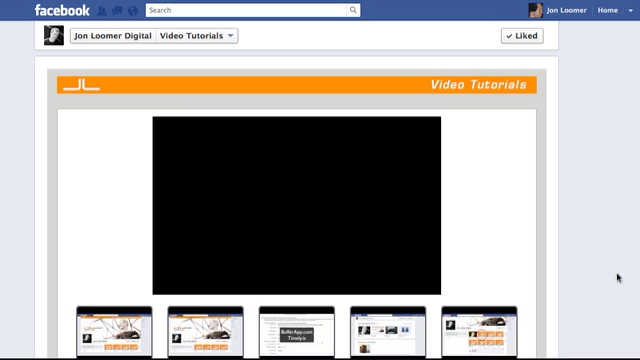 facebook
Search
Jon Loomer
Home
Jon Loomer Digital
Video Tutorials
Liked
JL
Video Tutorials
BufferApp.com
Timely.is